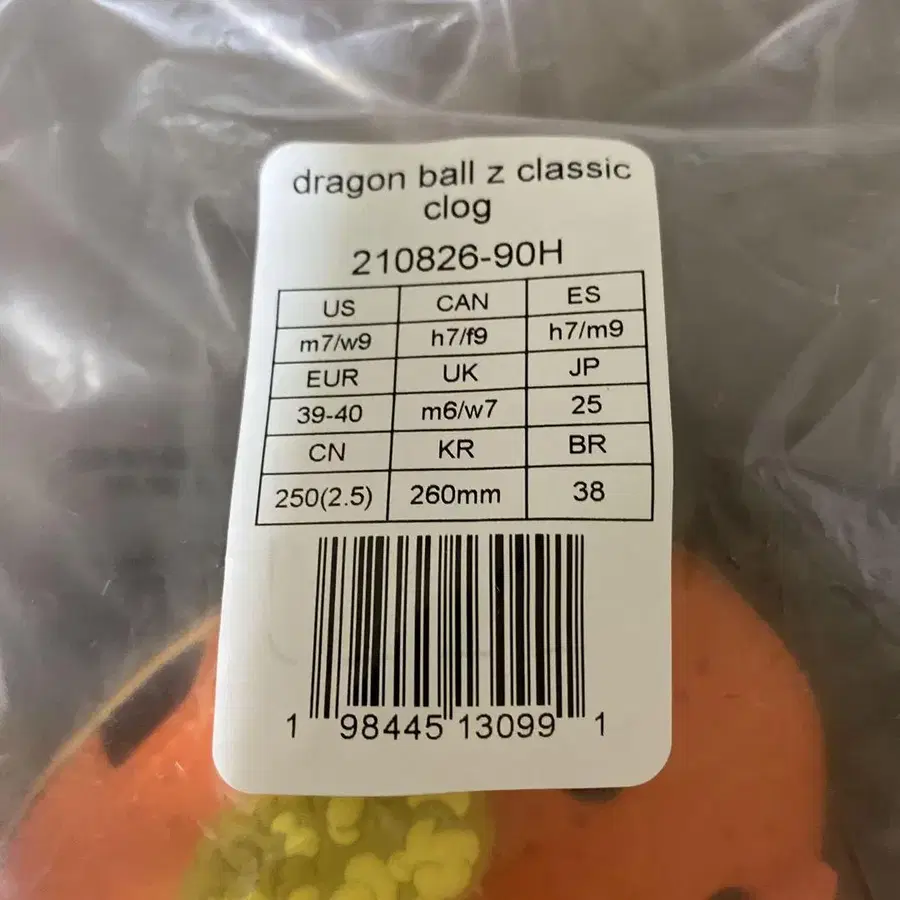 dragon ball z classic
clog
210826-90H
US CAN ES
m7/w9 h7/f9 h7/m9
EUR UK JP
39-40 m6/w7 25
CN KR BR
250(2.5) 260mm 38
1 98445 13099 1